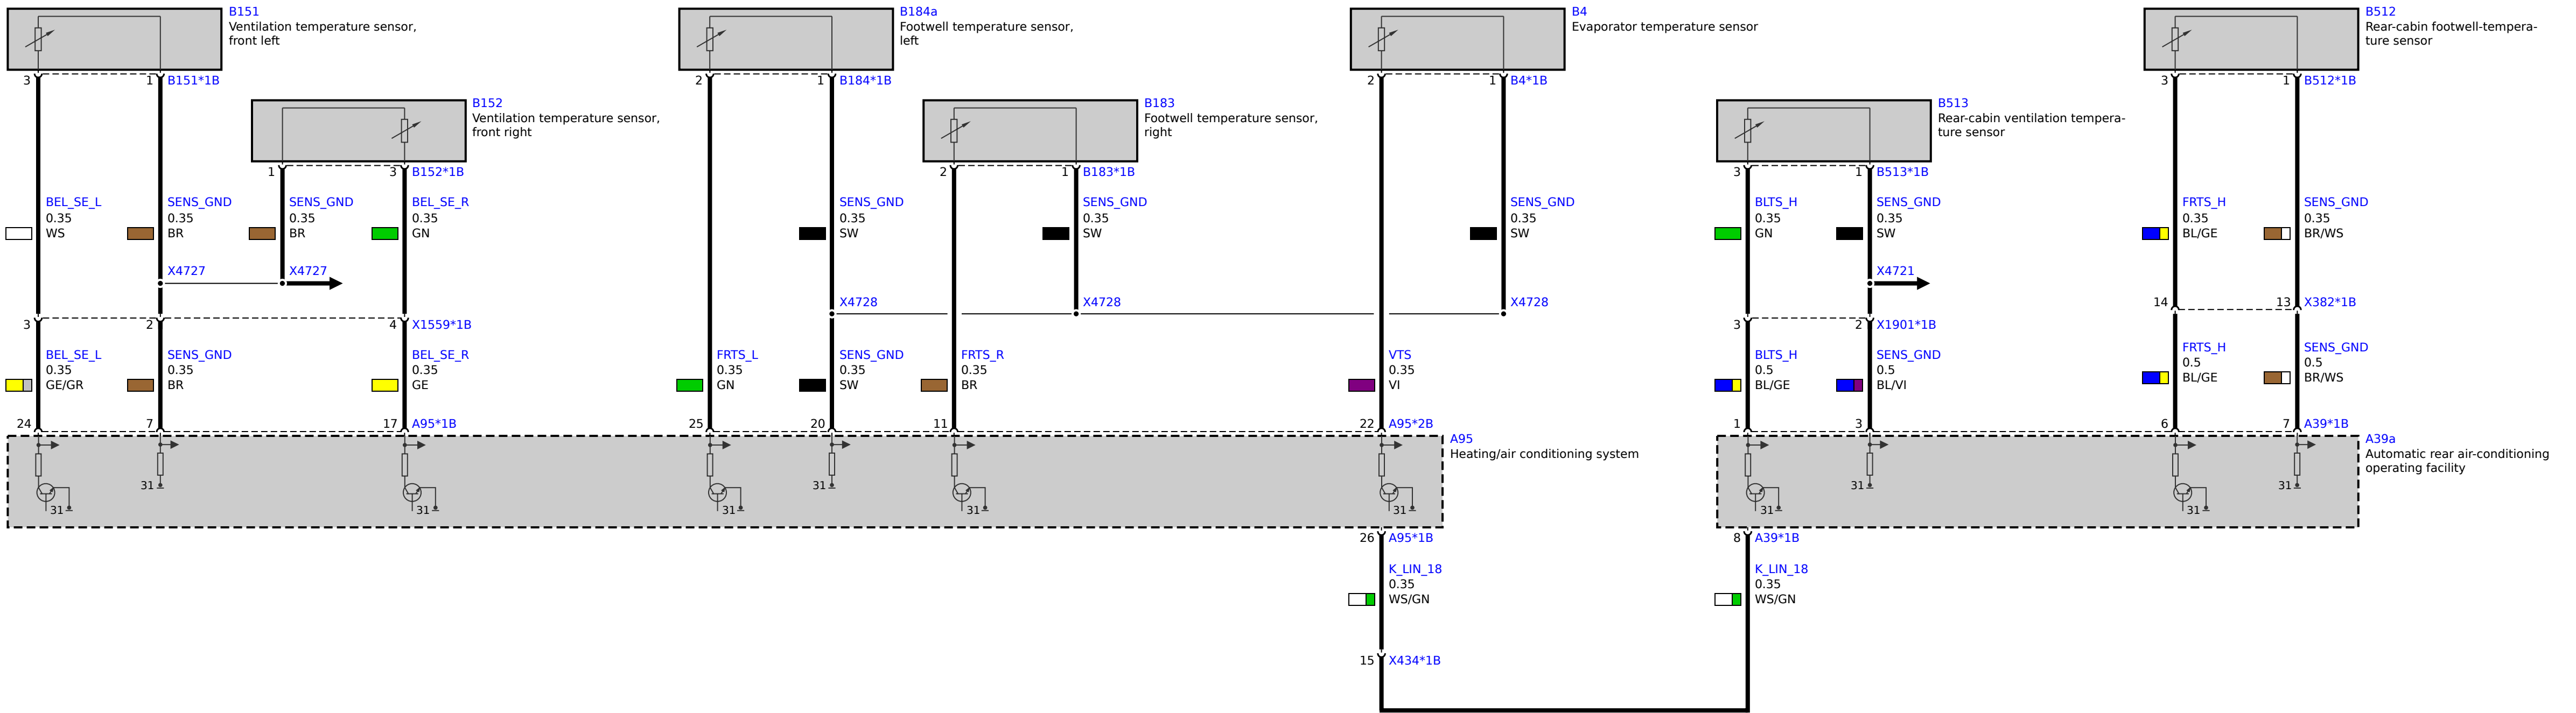 B151
Ventilation temperature sensor,
front left
B184a
Footwell temperature sensor,
left
B4
Evaporator temperature sensor
B512
Rear-cabin footwell-tempera-
ture sensor
3 1 B151*1B
2 1 B184*1B
2 1 B4*1B
3 1 B512*1B
B152
Ventilation temperature sensor,
front right
B183
Footwell temperature sensor,
right
B513
Rear-cabin ventilation tempera-
ture sensor
1 3 B152*1B
2 1 B183*1B
3 1 B513*1B
BEL_SE_L SENS_GND SENS_GND BEL_SE_R SENS_GND SENS_GND SENS_GND BLTS_H SENS_GND FRTS_H SENS_GND
0.35 0.35 0.35 0.35 0.35 0.35 0.35 0.35 0.35 0.35 0.35
WS BR BR GN SW SW SW GN SW BL/GE BR/WS
X4727 X4727 X4721
X4728 X4728 X4728
14 13 X382*1B
3 2 4 X1559*1B
3 2 X1901*1B
BEL_SE_L SENS_GND BEL_SE_R FRTS_L SENS_GND FRTS_R VTS BLTS_H SENS_GND FRTS_H SENS_GND
0.35 0.35 0.35 0.35 0.35 0.35 0.35 0.5 0.5 0.5 0.5
GE/GR BR GE GN SW BR VI BL/GE BL/VI BL/GE BR/WS
24 7 17 A95*1B
25 20 11 22 A95*2B
1 3 6 7 A39*1B
A95
Heating/air conditioning system
A39a
Automatic rear air-conditioning
operating facility
31 31 31 31
31 31 31 31 31 31 31
26 A95*1B
8 A39*1B
K_LIN_18 K_LIN_18
0.35 0.35
WS/GN WS/GN
15 X434*1B